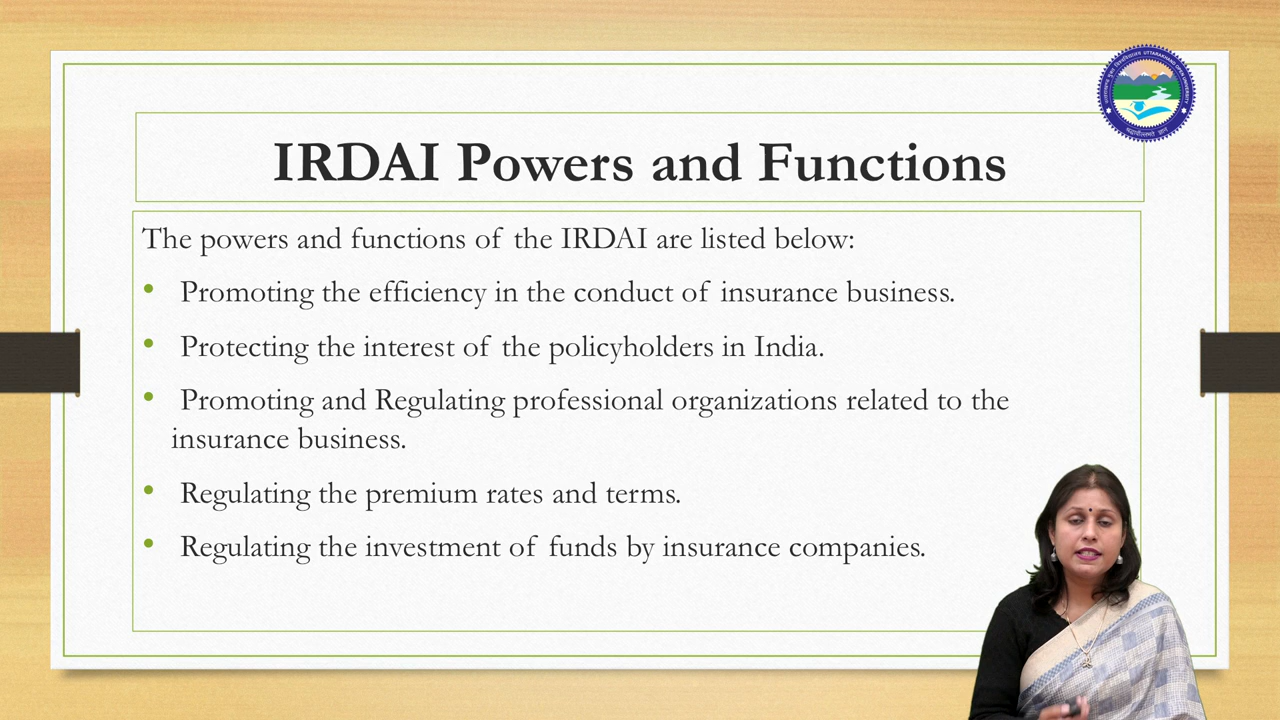 IRDAI Powers and Functions
The powers and functions of the IRDAI are listed below:
• Promoting the efficiency in the conduct of insurance business.
• Protecting the interest of the policyholders in India.
• Promoting and Regulating professional organizations related to the
insurance business.
• Regulating the premium rates and terms.
• Regulating the investment of funds by insurance companies.